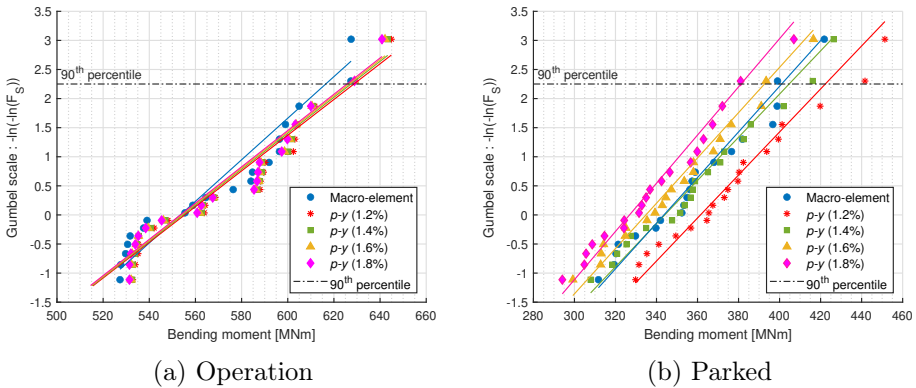 3.5
3
2.5
2
1.5
1
0.5
0
-0.5
-1
-1.5
Gumbel scale : -ln(-ln(F_S))
90th percentile
Macro-element
p-y (1.2%)
p-y (1.4%)
p-y (1.6%)
p-y (1.8%)
90th percentile
500 520 540 560 580 600 620 640 660
Bending moment [MNm]
(a) Operation
3.5
3
2.5
2
1.5
1
0.5
0
-0.5
-1
-1.5
Gumbel scale : -ln(-ln(F_S))
90th percentile
Macro-element
p-y (1.2%)
p-y (1.4%)
p-y (1.6%)
p-y (1.8%)
90th percentile
280 300 320 340 360 380 400 420 440 460
Bending moment [MNm]
(b) Parked